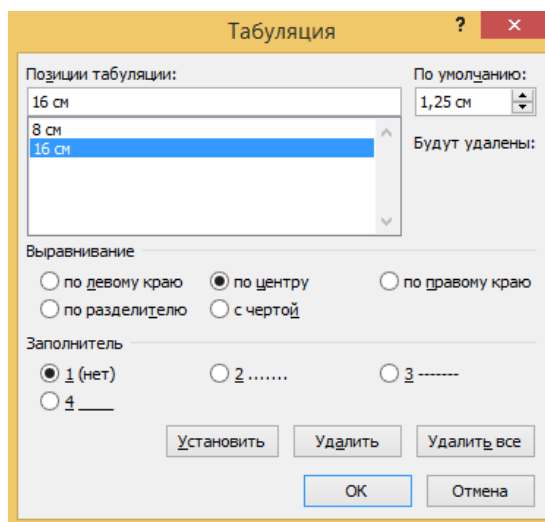 Табуляция ?
Позиции табуляции: По умолчанию:
16 см 1,25 см
8 см Будут удалены:
16 см
Выравнивание
по левому краю по центру по правому краю
по разделителю с чертой
Заполнитель
1 (нет) 2 ....... 3 -------
4 ____
Установить Удалить Удалить все
ОК Отмена